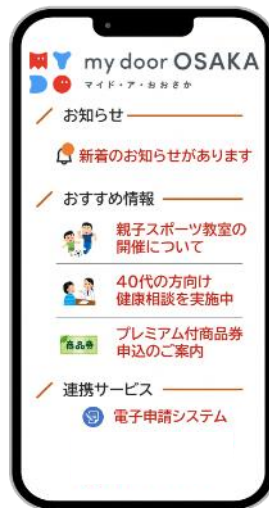 MY DO
my door OSAKA
マイド・ア・おおさか
お知らせ
新着のお知らせがあります
おすすめ情報
親子スポーツ教室の
開催について
40代の方向け
健康相談を実施中
商品券
プレミアム付商品券
申込のご案内
連携サービス
電子申請システム